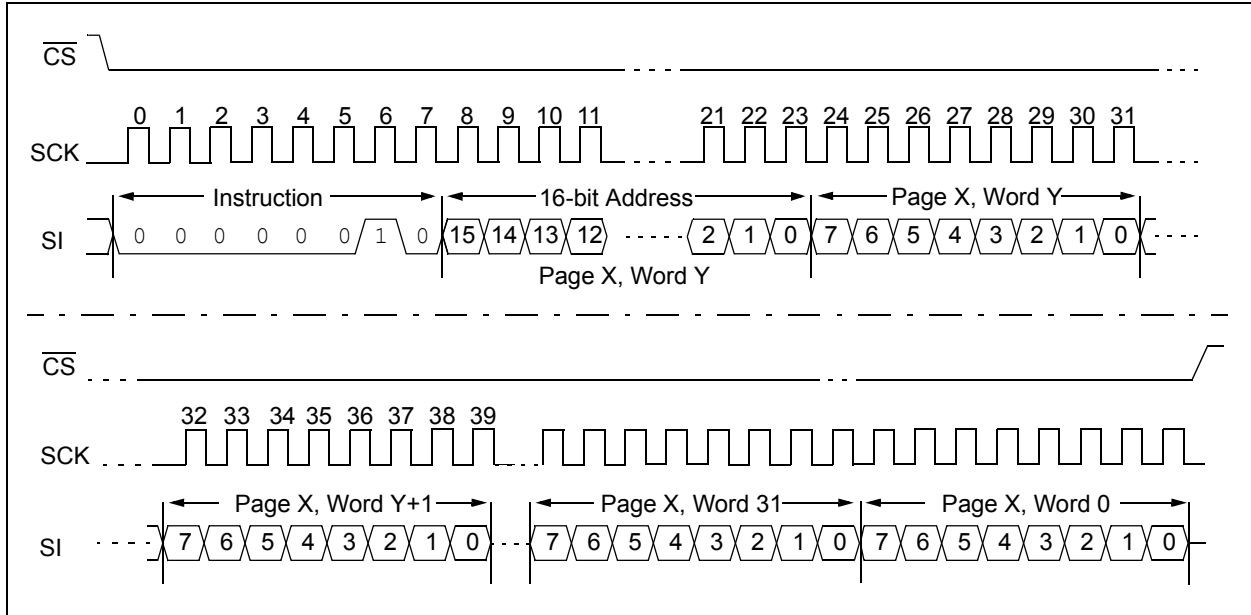 CS
0 1 2 3 4 5 6 7 8 9 10 11 21 22 23 24 25 26 27 28 29 30 31
SCK
Instruction 16-bit Address Page X, Word Y
SI 0 0 0 0 0 0 1 0 15 14 13 12 2 1 0 7 6 5 4 3 2 1 0
Page X, Word Y
CS
32 33 34 35 36 37 38 39
SCK
Page X, Word Y+1 Page X, Word 31 Page X, Word 0
SI 7 6 5 4 3 2 1 0 7 6 5 4 3 2 1 0 7 6 5 4 3 2 1 0